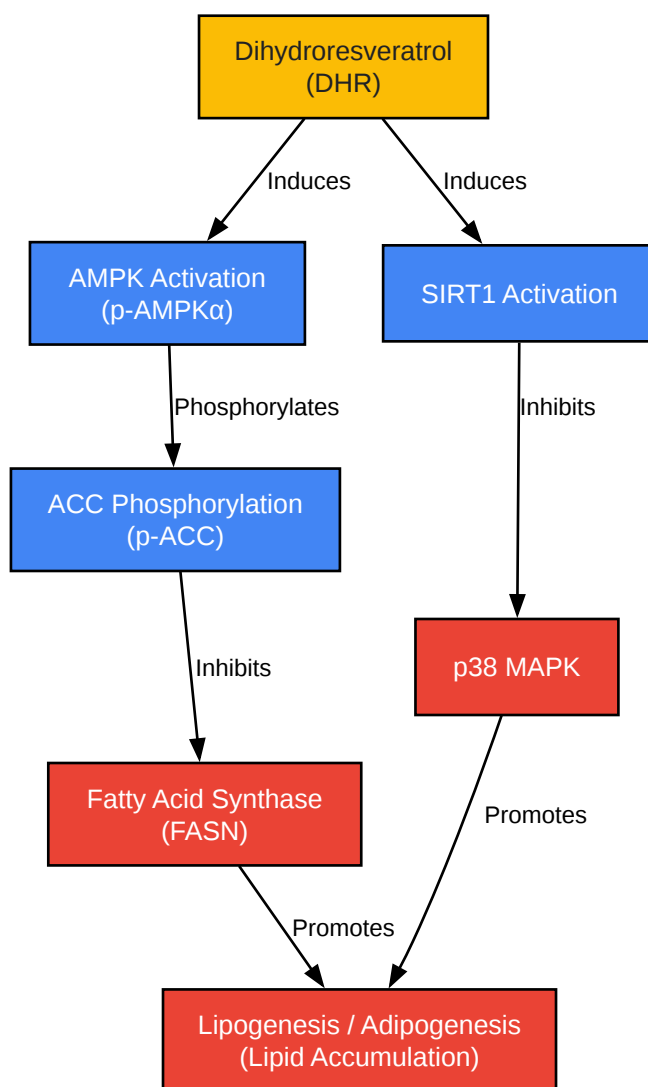 Dihydroresveratrol
(DHR)
Induces
Induces
AMPK Activation
(p-AMPKα)
SIRT1 Activation
Phosphorylates
Inhibits
ACC Phosphorylation
(p-ACC)
Inhibits
p38 MAPK
Fatty Acid Synthase
(FASN)
Promotes
Promotes
Lipogenesis / Adipogenesis
(Lipid Accumulation)